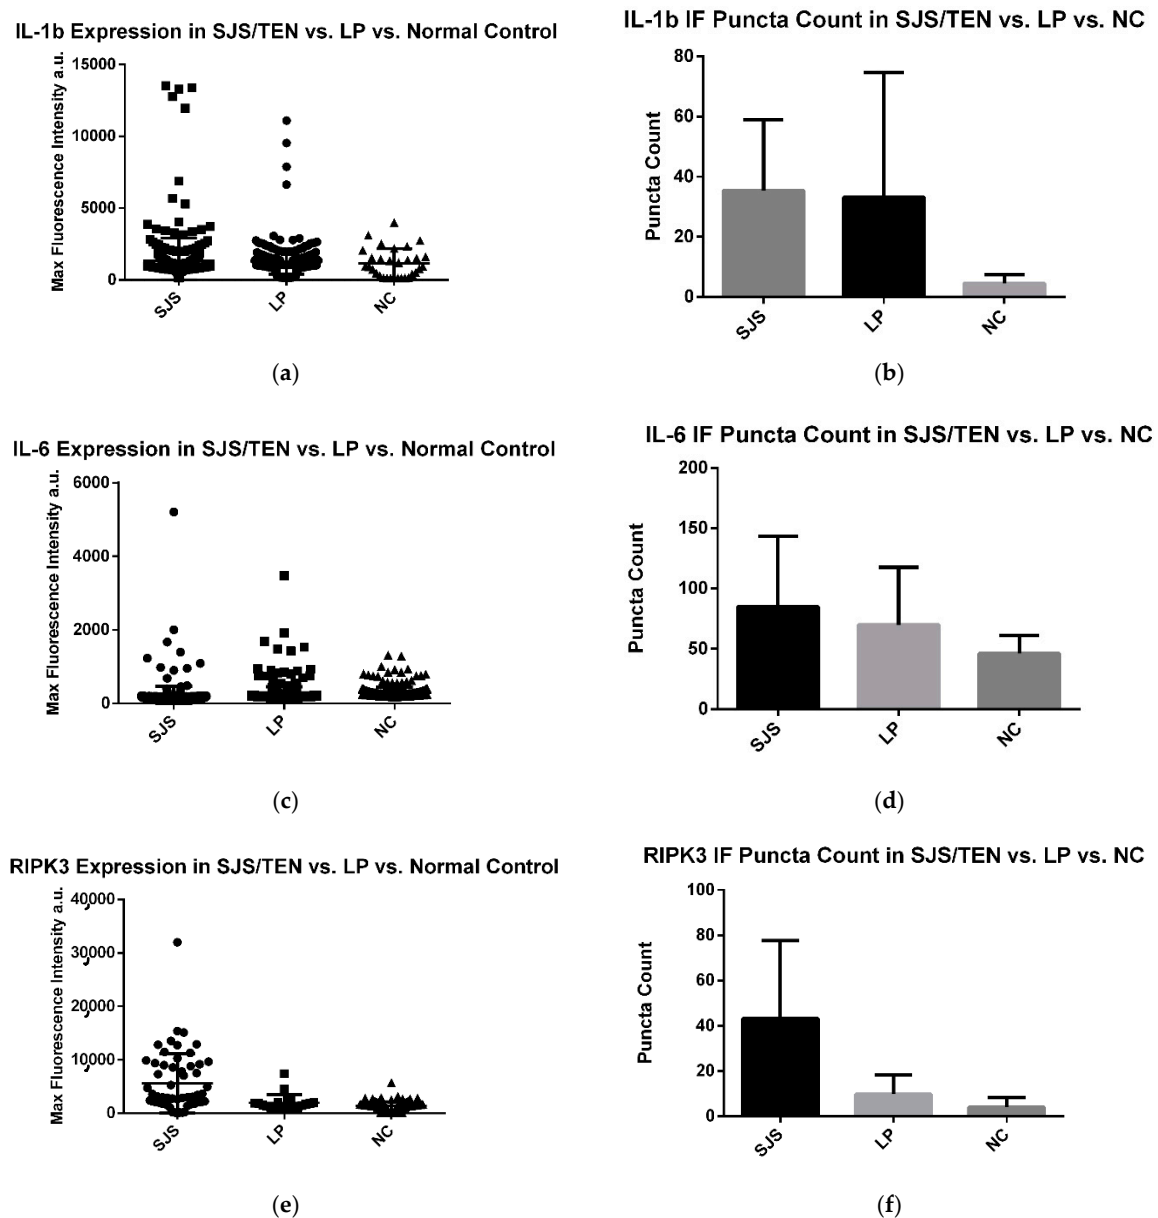 IL-1b Expression in SJS/TEN vs. LP vs. Normal Control
Max Fluorescence Intensity a.u.
15000
10000
5000
0
SJS
LP
NC
(a)
IL-1b IF Puncta Count in SJS/TEN vs. LP vs. NC
Puncta Count
80
60
40
20
0
SJS
LP
NC
(b)
IL-6 Expression in SJS/TEN vs. LP vs. Normal Control
Max Fluorescence Intensity a.u.
6000
4000
2000
0
SJS
LP
NC
(c)
IL-6 IF Puncta Count in SJS/TEN vs. LP vs. NC
Puncta Count
200
150
100
50
0
SJS
LP
NC
(d)
RIPK3 Expression in SJS/TEN vs. LP vs. Normal Control
Max Fluorescence Intensity a.u.
40000
30000
20000
10000
0
SJS
LP
NC
(e)
RIPK3 IF Puncta Count in SJS/TEN vs. LP vs. NC
Puncta Count
100
80
60
40
20
0
SJS
LP
NC
(f)